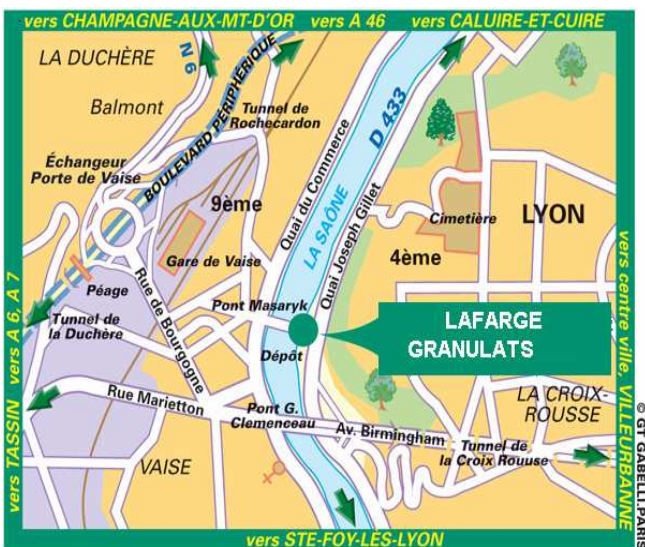 vers CHAMPAGNE-AUX-MT-D'OR
vers A 46
vers CALUIRE-ET-CUIRE
LA DUCHÈRE
N 6
Balmont
BOULEVARD PÉRIPHÉRIQUE
Tunnel de
Rochecardon
Échangeur
Porte de Vaise
9ème
Quai du Commerce
LA SAÔNE
D 433
Quai Joseph Gillet
Cimetière
LYON
4ème
Gare de Vaise
Péage
Rue de Bourgogne
Pont Masaryk
Tunnel de
la Duchère
Dépôt
LAFARGE
GRANULATS
Rue Marietton
Pont G.
Clemenceau
Av. Birmingham
LA CROIX-
ROUSSE
Tunnel de
la Croix Rouuse
VAISE
vers TASSIN
vers A 6, A 7
vers centre ville, VILLEURBANNE
vers STE-FOY-LÈS-LYON
© GT GABELLI.PARIS